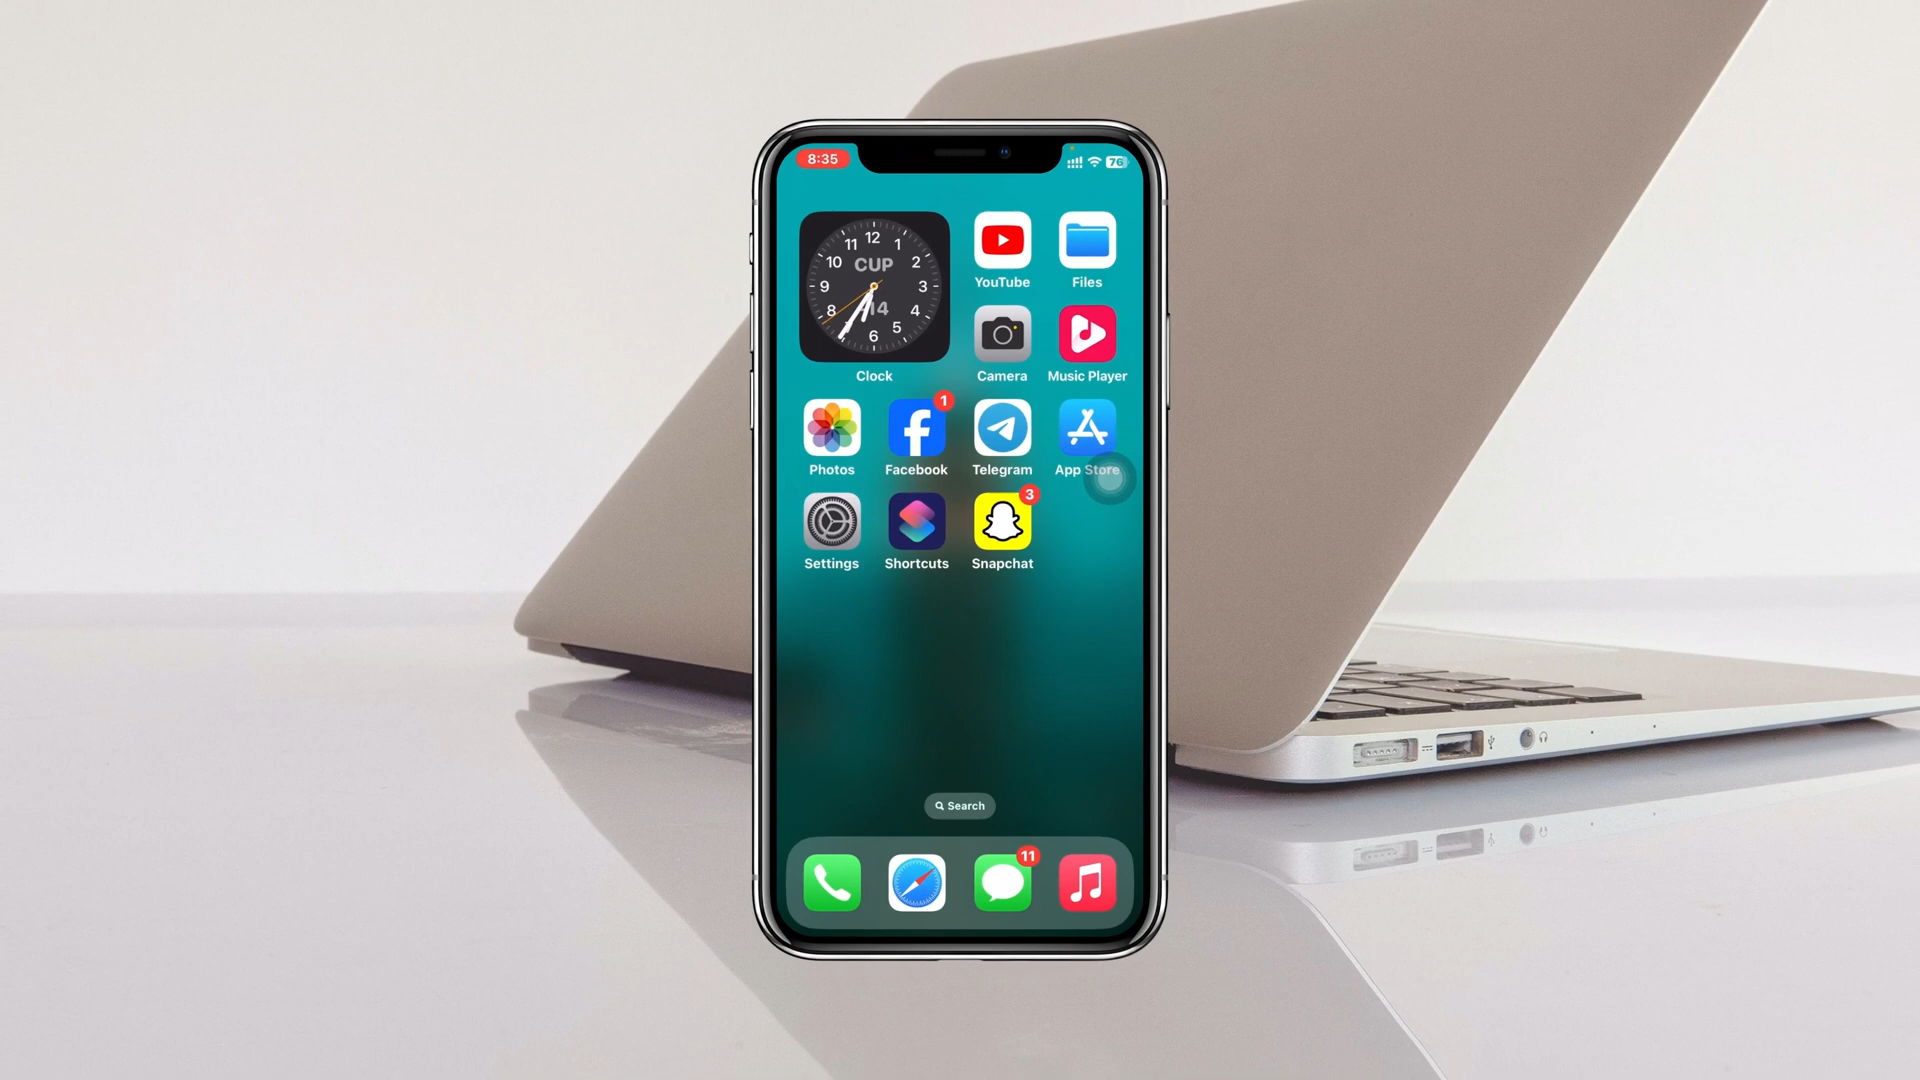 8:35
76
12
11
1
10
CUP
2
9
3
8
14
4
5
6
Clock
YouTube
Files
Camera
Music Player
1
Photos
Facebook
Telegram
App Store
3
Settings
Shortcuts
Snapchat
Search
11